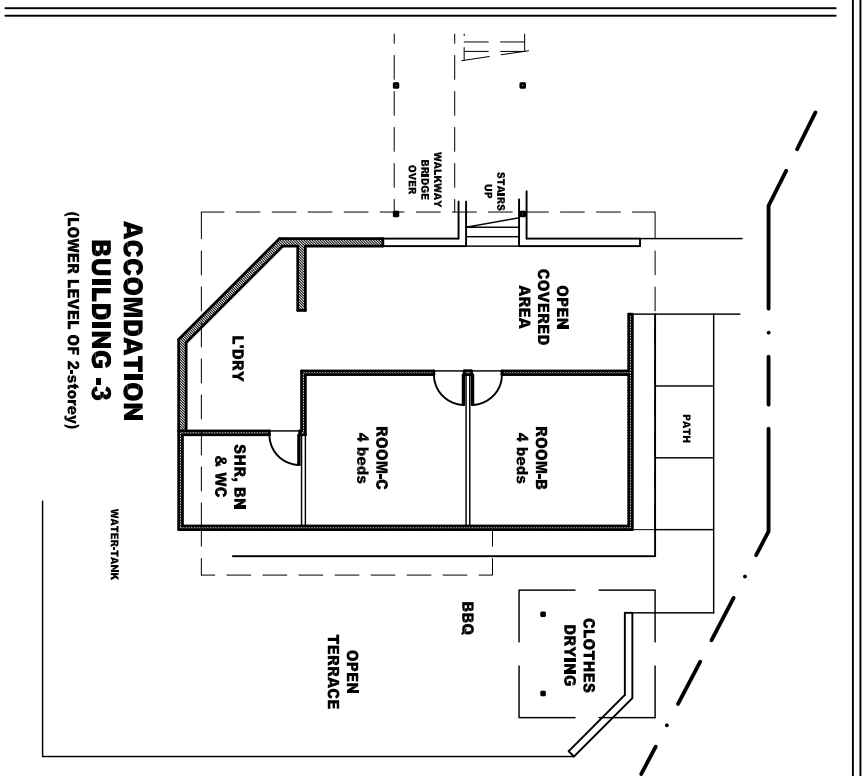 ACCOMDATION
BUILDING -3
(LOWER LEVEL OF 2-storey)
WALKWAY
BRIDGE
OVER
STAIRS
UP
OPEN
COVERED
AREA
L'DRY
PATH
ROOM-B
4 beds
ROOM-C
4 beds
SHR, BN
& WC
WATER-TANK
BBQ
CLOTHES
DRYING
OPEN
TERRACE